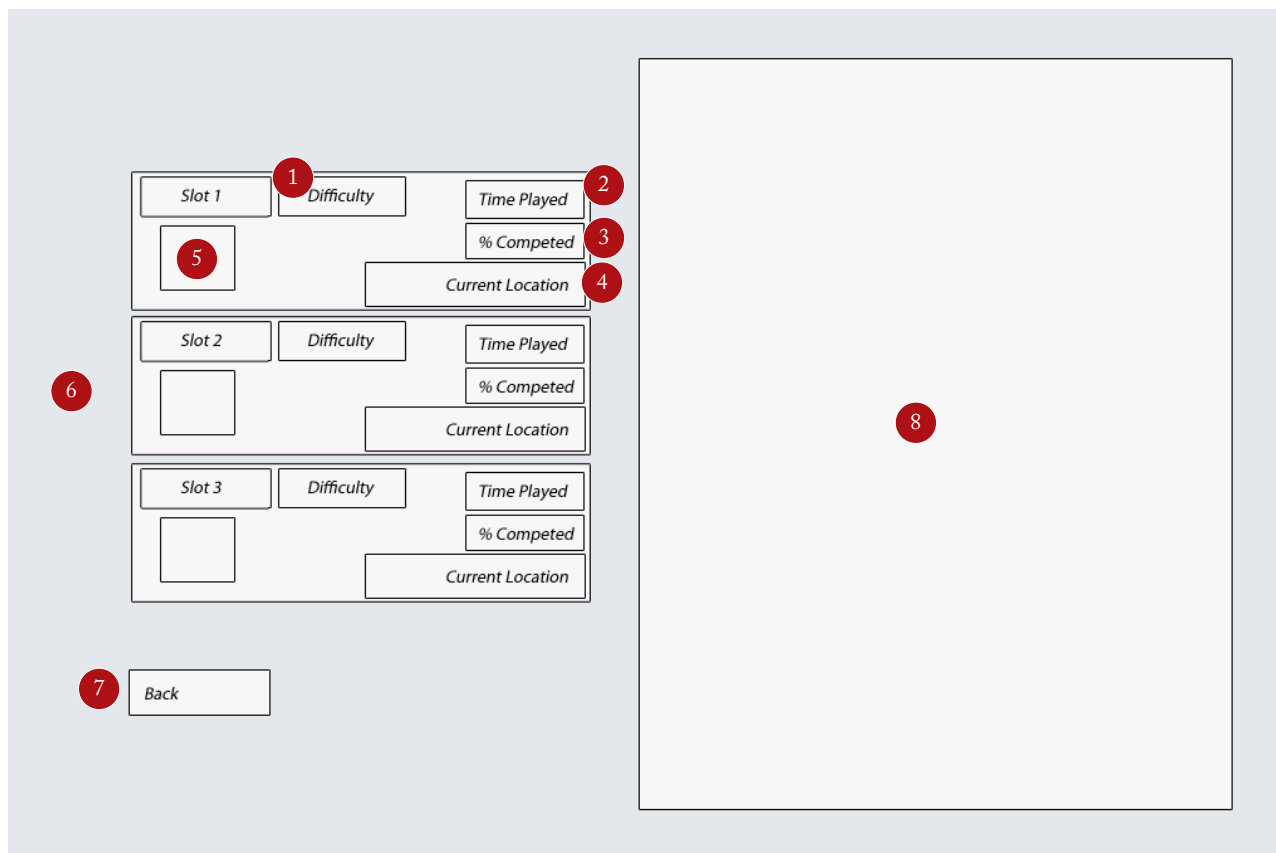 1
2
Slot 1
Difficulty
Time Played
3
% Competed
5
4
Current Location
Slot 2
Difficulty
Time Played
6
% Competed
Current Location
8
Slot 3
Difficulty
Time Played
% Competed
Current Location
7
Back